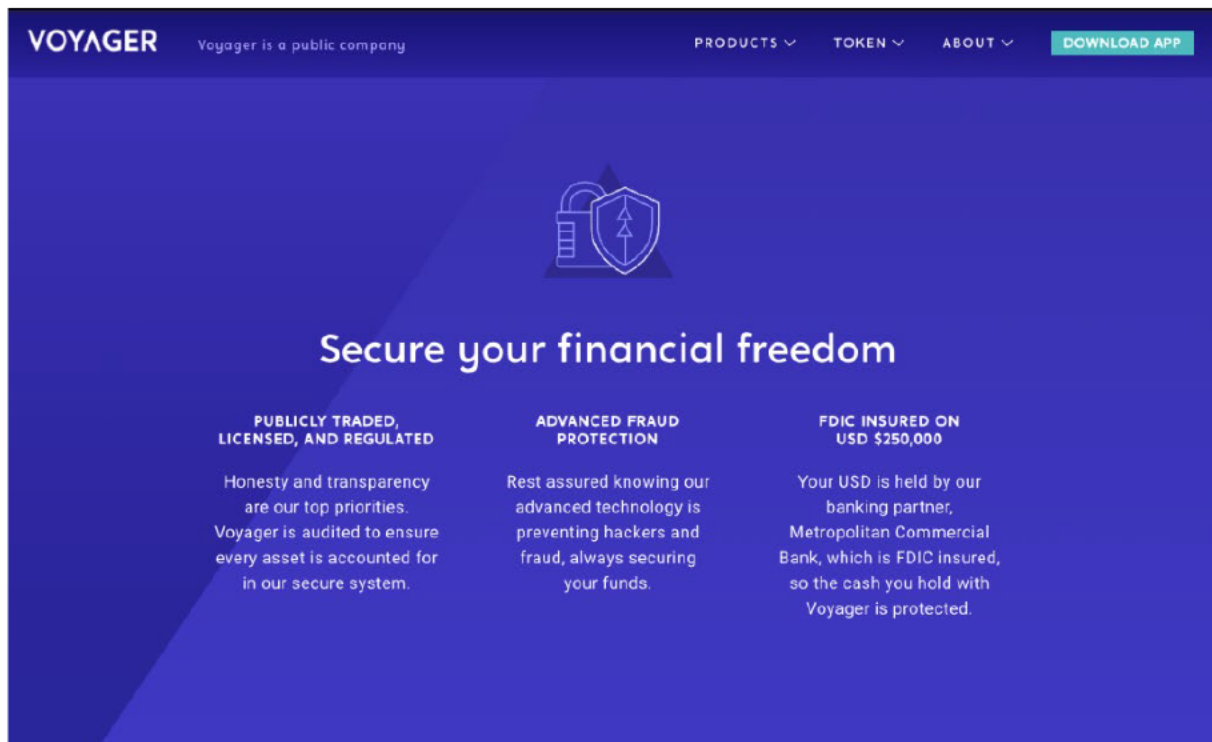 VOYAGER
Voyager is a public company
PRODUCTS
TOKEN
ABOUT
DOWNLOAD APP
Secure your financial freedom
PUBLICLY TRADED,
LICENSED, AND REGULATED
Honesty and transparency
are our top priorities.
Voyager is audited to ensure
every asset is accounted for
in our secure system.
ADVANCED FRAUD
PROTECTION
Rest assured knowing our
advanced technology is
preventing hackers and
fraud, always securing
your funds.
FDIC INSURED ON
USD $250,000
Your USD is held by our
banking partner,
Metropolitan Commercial
Bank, which is FDIC insured,
so the cash you hold with
Voyager is protected.